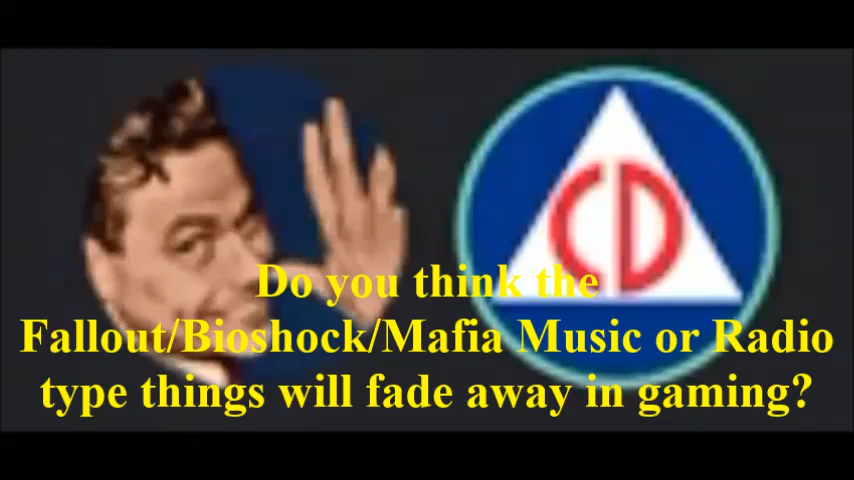 CD
Do you think the
Fallout/Bioshock/Mafia Music or Radio
type things will fade away in gaming?